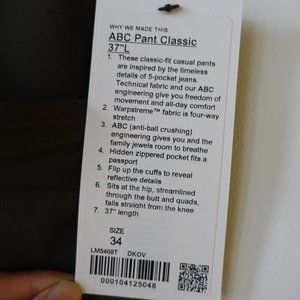 WHY WE MADE THIS
ABC Pant Classic
37"L
1. These classic-fit casual pants
are inspired by the timeless
details of 5-pocket jeans.
Technical fabric and our ABC
engineering give you freedom of
movement and all-day comfort
2. Warpstreme™ fabric is four-way
stretch
3. ABC (anti-ball crushing)
engineering gives you and the
family jewels room to breathe
4. Hidden zippered pocket fits a
passport
5. Flip up the cuffs to reveal
reflective details
6. Sits at the hip, streamlined
through the butt and quads,
falls straight from the knee
7. 37" length
SIZE
34
LM5468T DKOV
000104125048